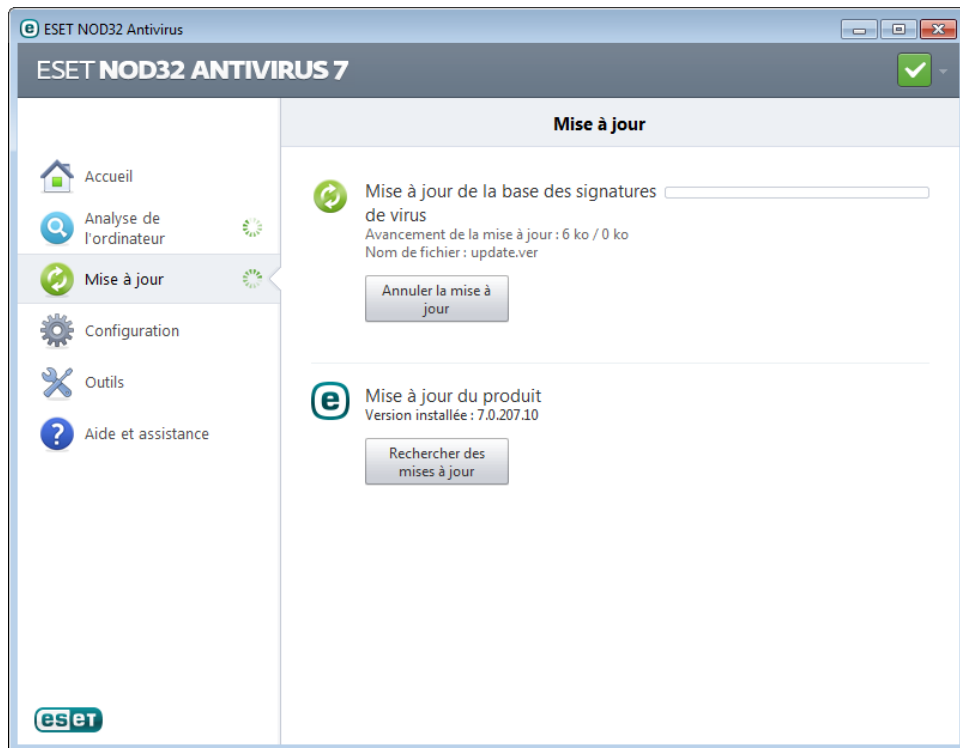 ESET NOD32 Antivirus
ESET NOD32 ANTIVIRUS 7
Mise à jour
Accueil
Analyse de
l'ordinateur
Mise à jour
Configuration
Outils
Aide et assistance
Mise à jour de la base des signatures
de virus
Avancement de la mise à jour : 6 ko / 0 ko
Nom de fichier : update.ver
Annuler la mise à
jour
Mise à jour du produit
Version installée : 7.0.207.10
Rechercher des
mises à jour
eset